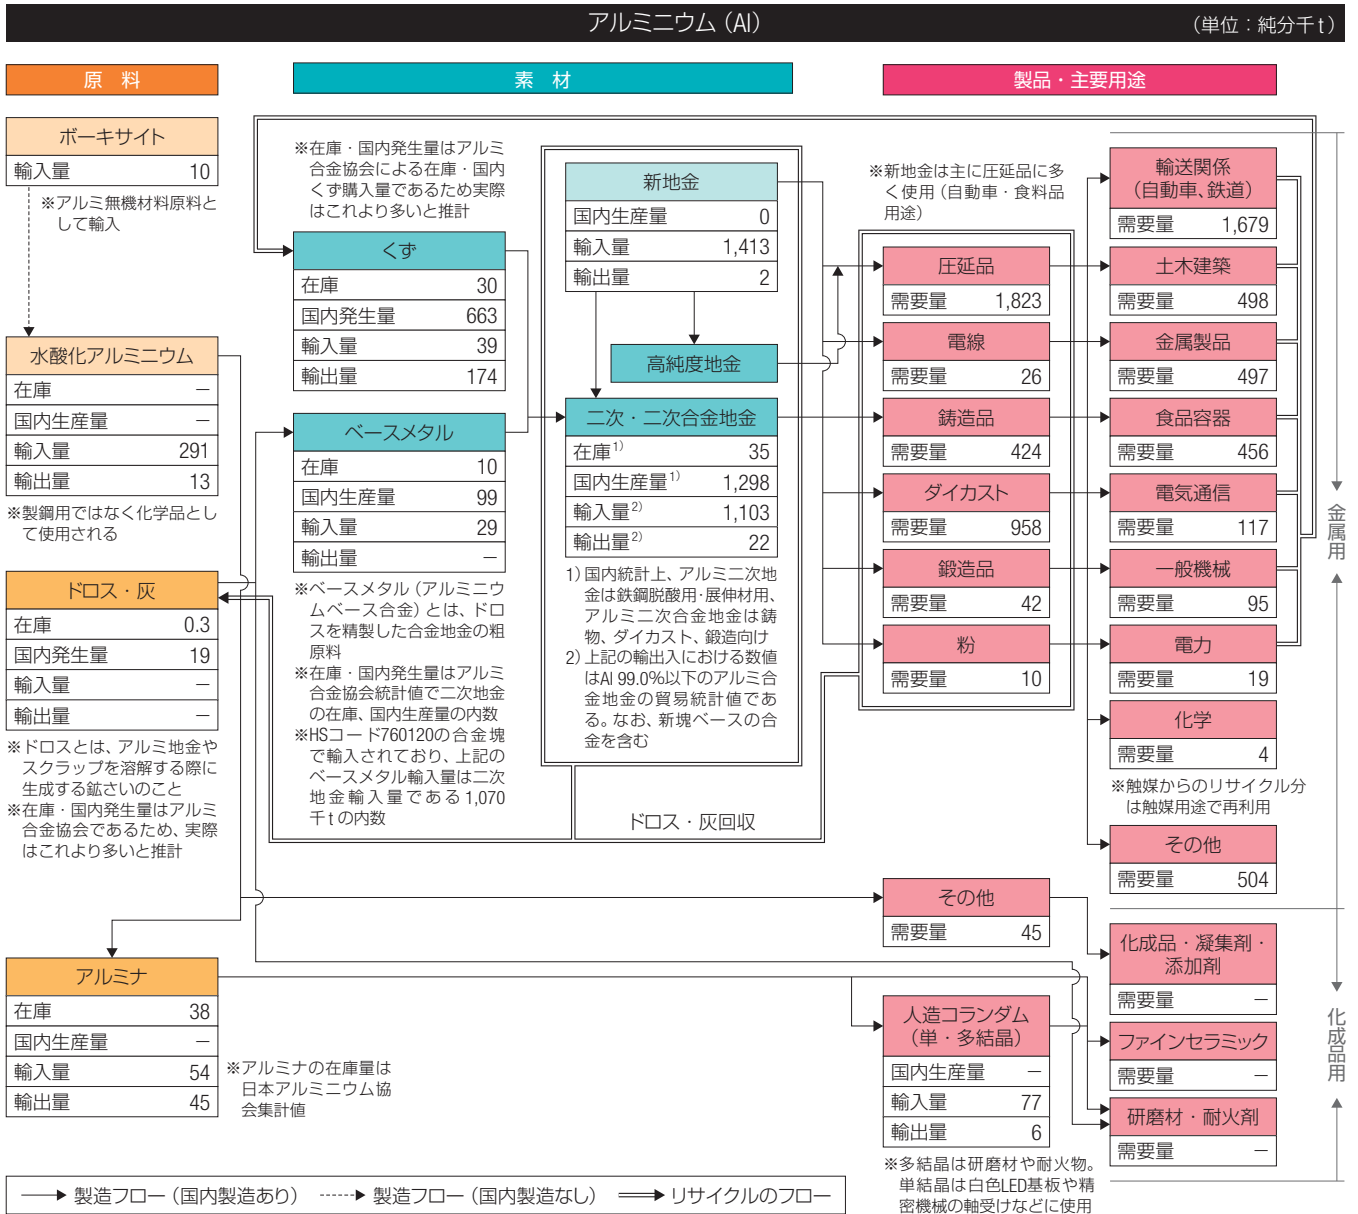 アルミニウム（Al）
（単位：純分千t）
原　料
素　材
製品・主要用途
ボーキサイト
輸入量 10
※アルミ無機材料原料と
して輸入
水酸化アルミニウム
在庫 －
国内生産量 －
輸入量 291
輸出量 13
※製鋼用ではなく化学品とし
て使用される
ドロス・灰
在庫 0.3
国内発生量 19
輸入量 －
輸出量 －
※ドロスとは、アルミ地金や
スクラップを溶解する際に
生成する鉱さいのこと
※在庫・国内発生量はアルミ
合金協会であるため、実際
はこれより多いと推計
アルミナ
在庫 38
国内生産量 －
輸入量 54
輸出量 45
※アルミナの在庫量は
日本アルミニウム協
会集計値
※在庫・国内発生量はアルミ
合金協会による在庫・国内
くず購入量であるため実際
はこれより多いと推計
くず
在庫 30
国内発生量 663
輸入量 39
輸出量 174
ベースメタル
在庫 10
国内生産量 99
輸入量 29
輸出量 －
※ベースメタル（アルミニウ
ムベース合金）とは、ドロ
スを精製した合金地金の粗
原料
※在庫・国内発生量はアルミ
合金協会統計値で二次地金
の在庫、国内生産量の内数
※HSコード760120の合金塊
で輸入されており、上記の
ベースメタル輸入量は二次
地金輸入量である1,070
千tの内数
新地金
国内生産量 0
輸入量 1,413
輸出量 2
高純度地金
二次・二次合金地金
在庫1) 35
国内生産量1) 1,298
輸入量2) 1,103
輸出量2) 22
1）国内統計上、アルミ二次地
金は鉄鋼脱酸用・展伸材用、
アルミ二次合金地金は鋳
物、ダイカスト、鍛造向け
2）上記の輸出入における数値
はAl 99.0%以下のアルミ合
金地金の貿易統計値であ
る。なお、新塊ベースの合
金を含む
ドロス・灰回収
※新地金は主に圧延品に多
く使用（自動車・食料品
用途）
圧延品
需要量 1,823
電線
需要量 26
鋳造品
需要量 424
ダイカスト
需要量 958
鍛造品
需要量 42
粉
需要量 10
その他
需要量 45
人造コランダム
（単・多結晶）
国内生産量 －
輸入量 77
輸出量 6
※多結晶は研磨材や耐火物。
単結晶は白色LED基板や精
密機械の軸受けなどに使用
輸送関係
（自動車、鉄道）
需要量 1,679
土木建築
需要量 498
金属製品
需要量 497
食品容器
需要量 456
電気通信
需要量 117
一般機械
需要量 95
電力
需要量 19
化学
需要量 4
※触媒からのリサイクル分
は触媒用途で再利用
その他
需要量 504
化成品・凝集剤・
添加剤
需要量 －
ファインセラミック
需要量 －
研磨材・耐火剤
需要量 －
金属用
化成品用
製造フロー（国内製造あり）
製造フロー（国内製造なし）
リサイクルのフロー